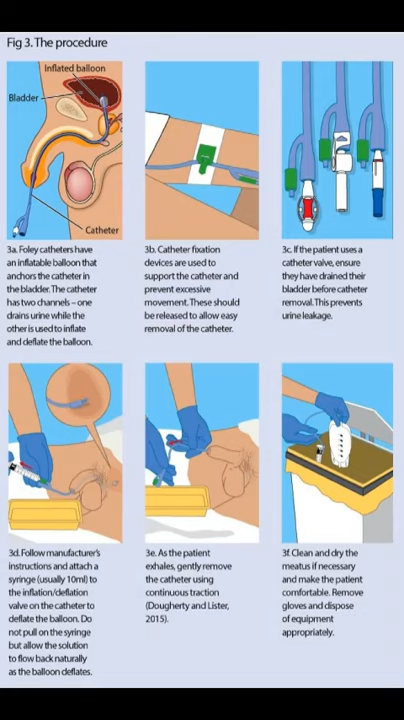 Fig 3. The procedure
Inflated balloon
Bladder
Catheter
3a. Foley catheters have
an inflatable balloon that
anchors the catheter in
the bladder. The catheter
has two channels – one
drains urine while the
other is used to inflate
and deflate the balloon.
3b. Catheter fixation
devices are used to
support the catheter and
prevent excessive
movement. These should
be released to allow easy
removal of the catheter.
3c. If the patient uses a
catheter valve, ensure
they have drained their
bladder before catheter
removal. This prevents
urine leakage.
3d. Follow manufacturer's
instructions and attach a
syringe (usually 10ml) to
the inflation/deflation
valve on the catheter to
deflate the balloon. Do
not pull on the syringe
but allow the solution
to flow back naturally
as the balloon deflates.
3e. As the patient
exhales, gently remove
the catheter using
continuous traction
(Dougherty and Lister,
2015).
3f. Clean and dry the
meatus if necessary
and make the patient
comfortable. Remove
gloves and dispose
of equipment
appropriately.